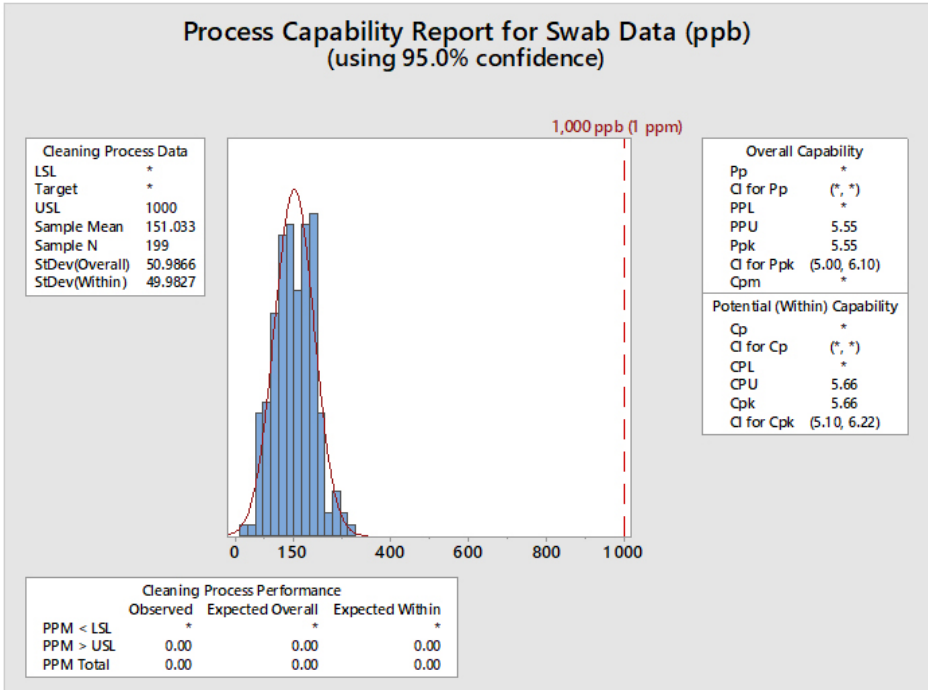 Process Capability Report for Swab Data (ppb)
(using 95.0% confidence)
1,000 ppb (1 ppm)
Cleaning Process Data
LSL *
Target *
USL 1000
Sample Mean 151.033
Sample N 199
StDev(Overall) 50.9866
StDev(Within) 49.9827
Overall Capability
Pp *
CI for Pp (*, *)
PPL *
PPU 5.55
Ppk 5.55
CI for Ppk (5.00, 6.10)
Cpm *
Potential (Within) Capability
Cp *
CI for Cp (*, *)
CPL *
CPU 5.66
Cpk 5.66
CI for Cpk (5.10, 6.22)
0 150 400 600 800 1000
Cleaning Process Performance
Observed Expected Overall Expected Within
PPM < LSL * * *
PPM > USL 0.00 0.00 0.00
PPM Total 0.00 0.00 0.00